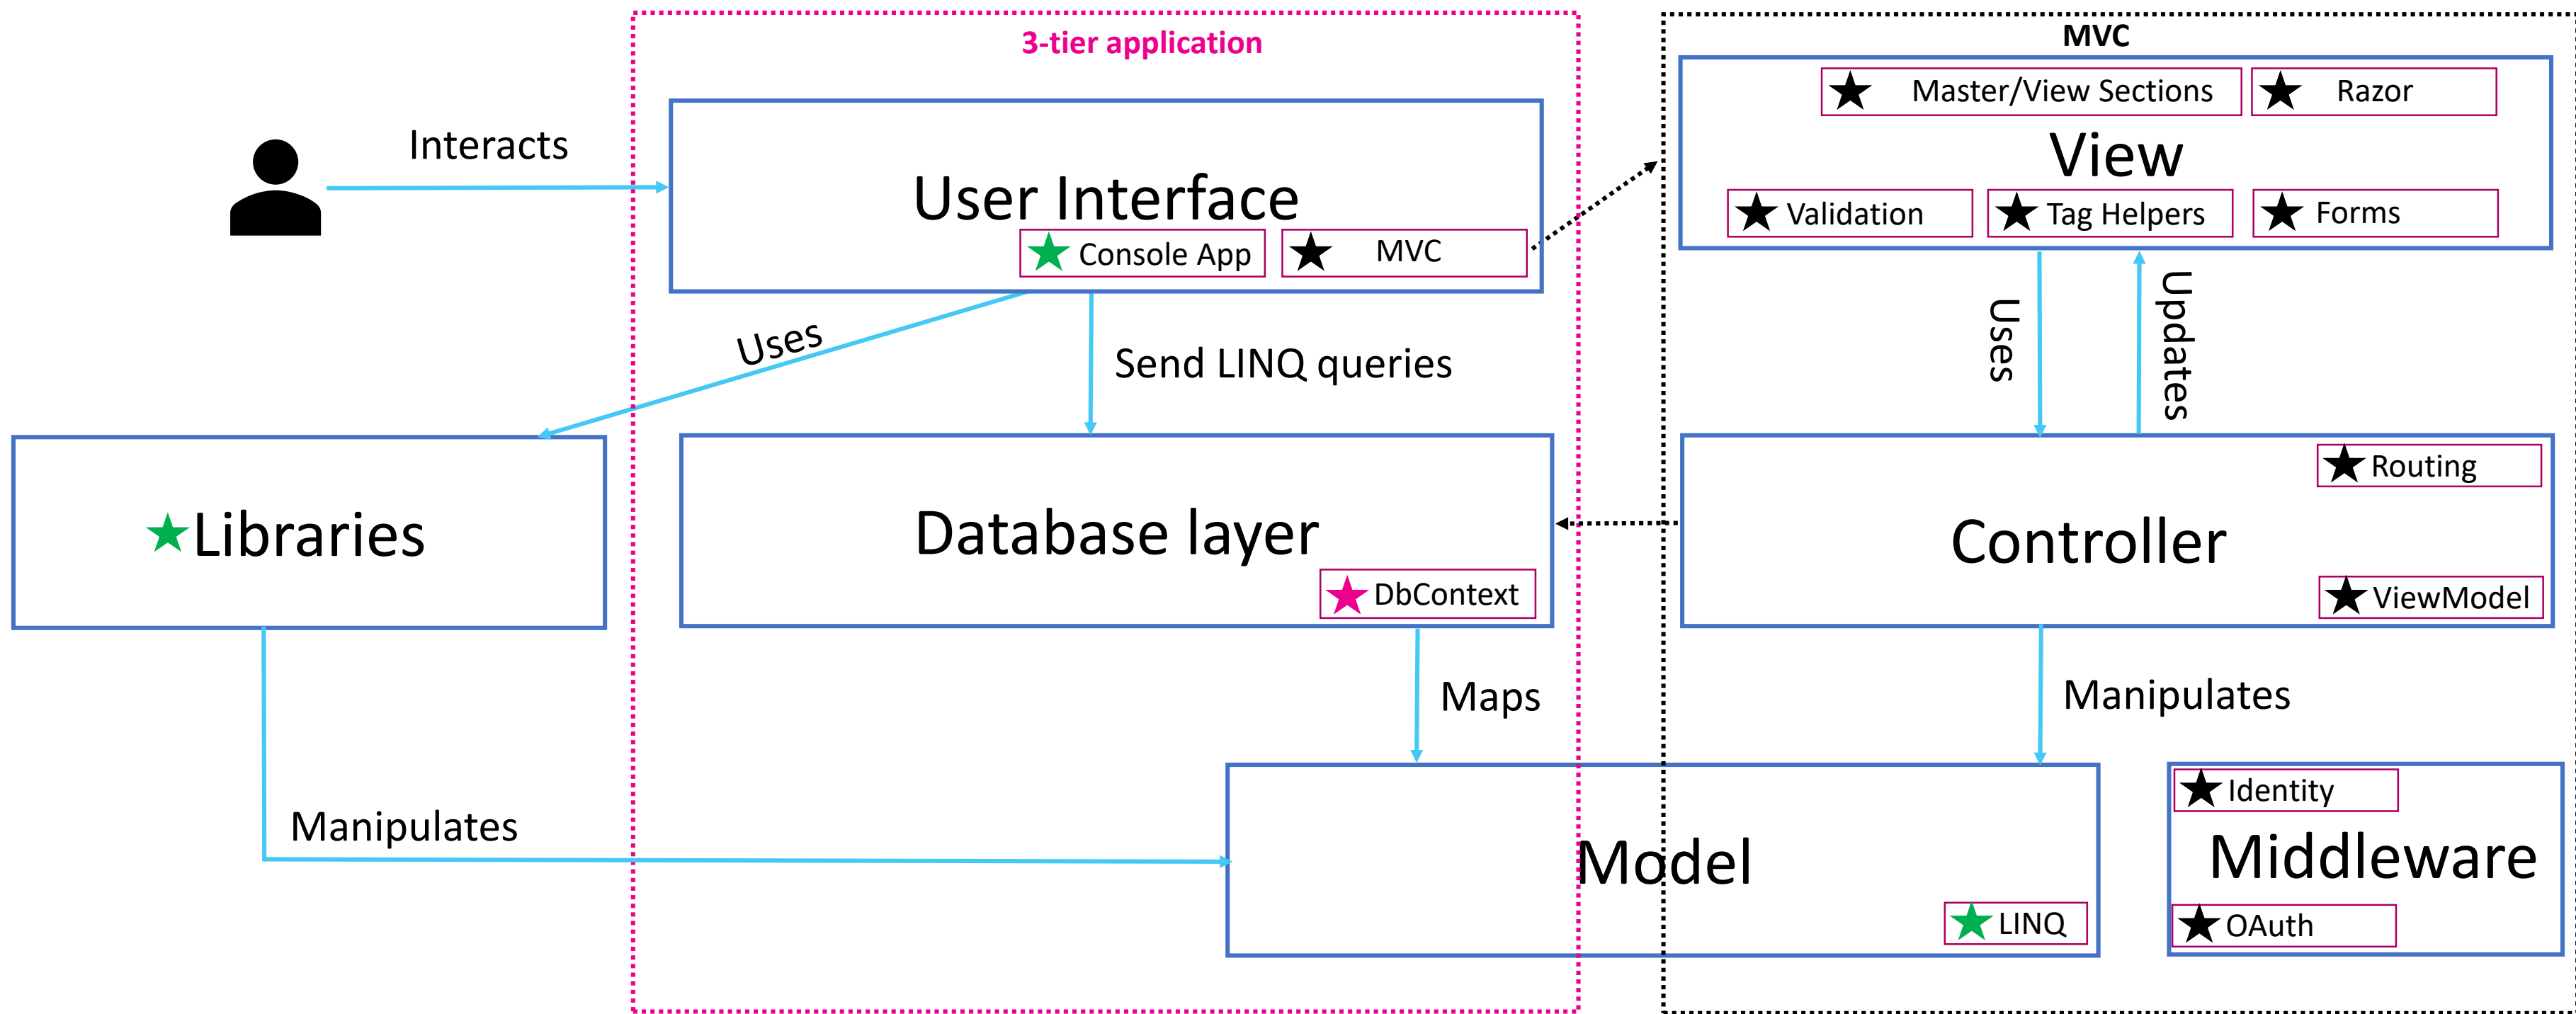 3-tier application
MVC
Master/View Sections
Razor
View
Validation
Tag Helpers
Forms
Interacts
User Interface
Console App
MVC
Uses
Send LINQ queries
Uses
Updates
Libraries
Database layer
DbContext
Routing
Controller
ViewModel
Maps
Manipulates
Manipulates
Model
LINQ
Identity
Middleware
OAuth